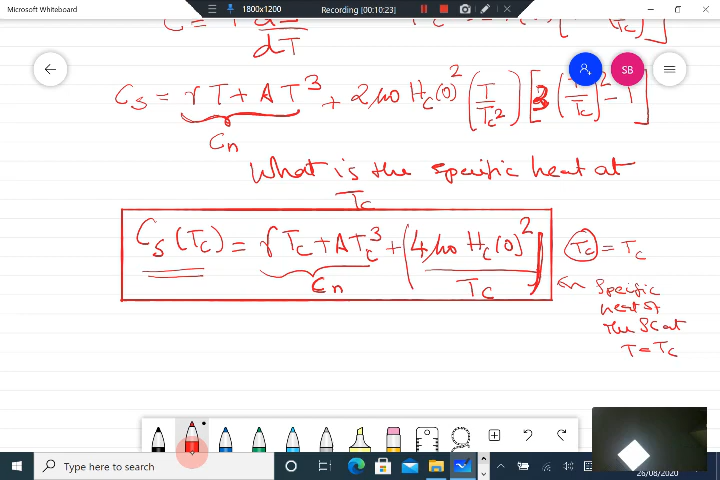 Microsoft Whiteboard
1800x1200
Recording [00:10:23]
dT
SB
Cs = γT + AT³ + 2μ0 Hc(0)² (T/Tc²) [3 (T/Tc)² - 1]
Cn
What is the specific heat at
Tc
Cs(Tc) = γTc + ATc³ + (4μ0 Hc(0)²/Tc)
Cn
Tc = Tc
Specific
heat of
the SC at
T = Tc
Type here to search
26/08/2020